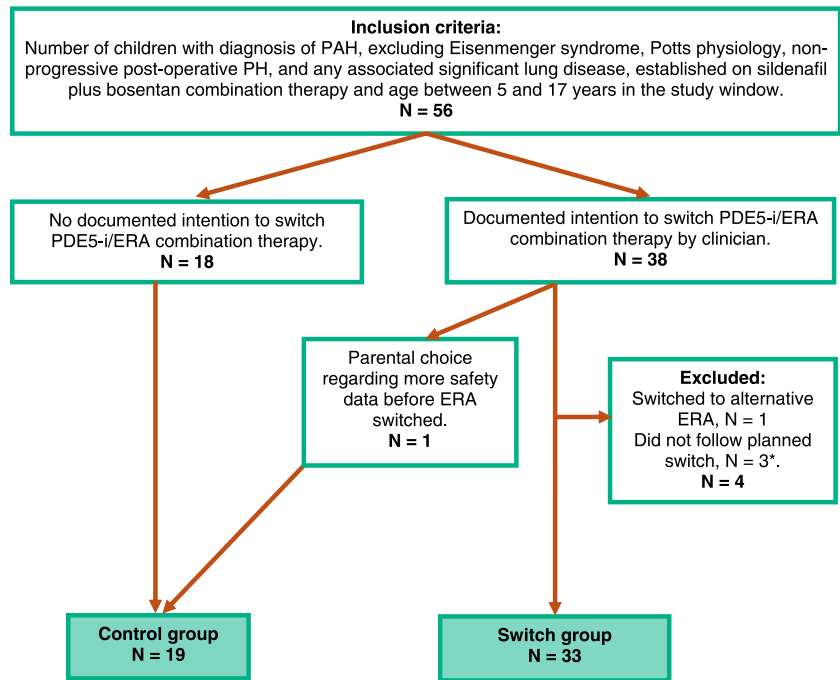 Inclusion criteria:
Number of children with diagnosis of PAH, excluding Eisenmenger syndrome, Potts physiology, non-
progressive post-operative PH, and any associated significant lung disease, established on sildenafil
plus bosentan combination therapy and age between 5 and 17 years in the study window.
N = 56
No documented intention to switch
PDE5-i/ERA combination therapy.
N = 18
Documented intention to switch PDE5-i/ERA
combination therapy by clinician.
N = 38
Parental choice
regarding more safety
data before ERA
switched.
N = 1
Excluded:
Switched to alternative
ERA, N = 1
Did not follow planned
switch, N = 3*.
N = 4
Control group
N = 19
Switch group
N = 33